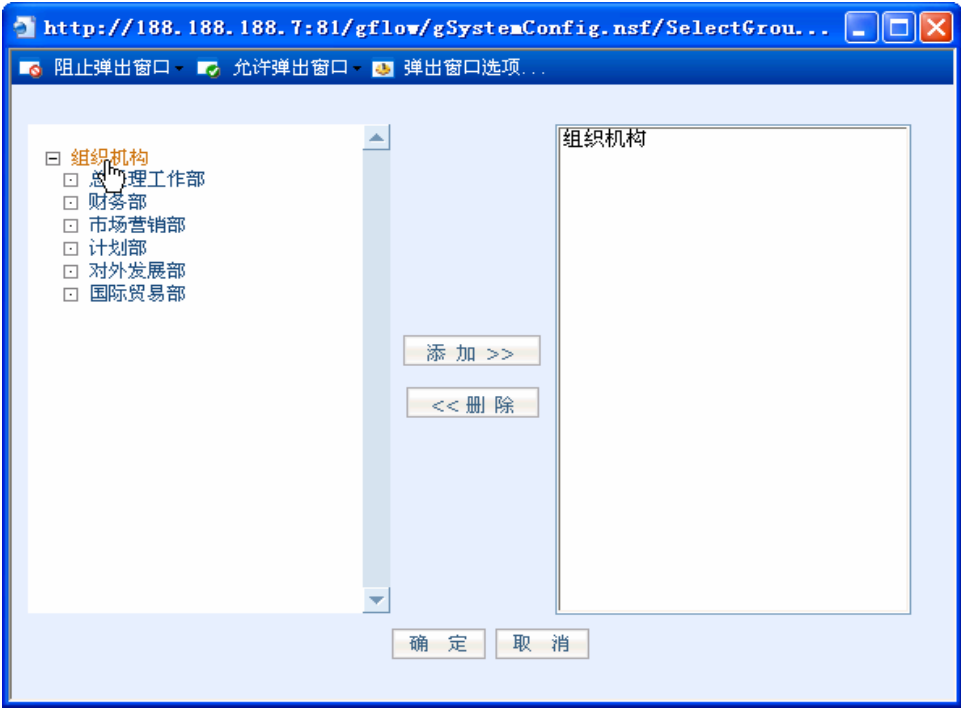 http://188.188.188.7:81/gflow/gSystemConfig.nsf/SelectGrou...
阻止弹出窗口 允许弹出窗口 弹出窗口选项...
组织机构
总经理工作部
财务部
市场营销部
计划部
对外发展部
国际贸易部
组织机构
添 加 >>
<< 删 除
确 定 取 消